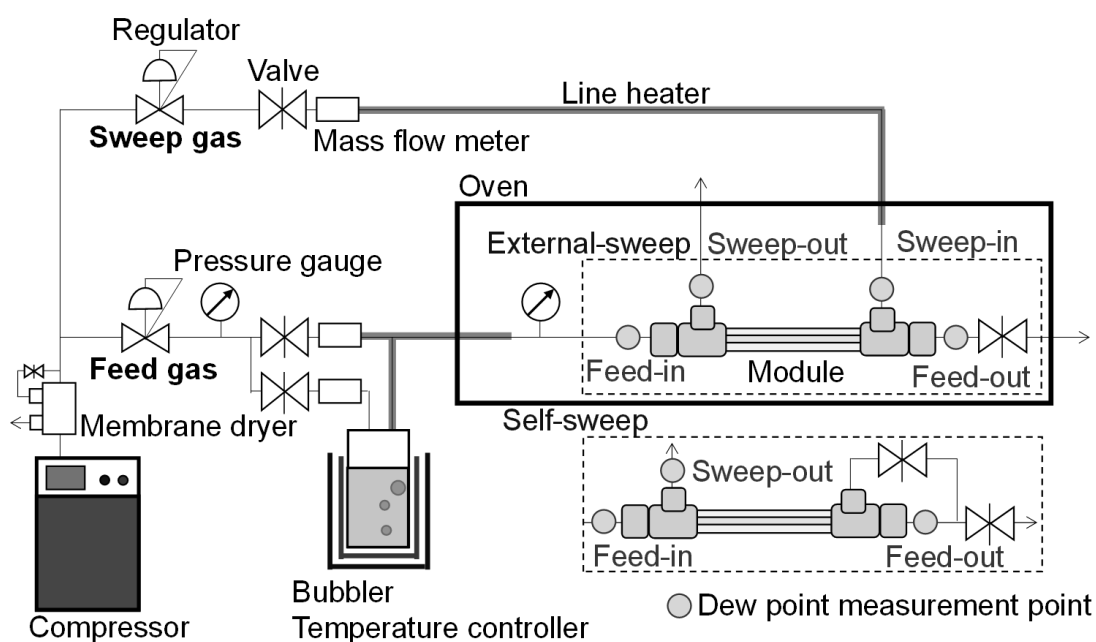 Regulator
Valve
Line heater
Sweep gas
Mass flow meter
Oven
External-sweep
Sweep-out
Sweep-in
Pressure gauge
Feed gas
Feed-in
Module
Feed-out
Membrane dryer
Self-sweep
Sweep-out
Feed-in
Feed-out
Bubbler
Temperature controller
Compressor
Dew point measurement point